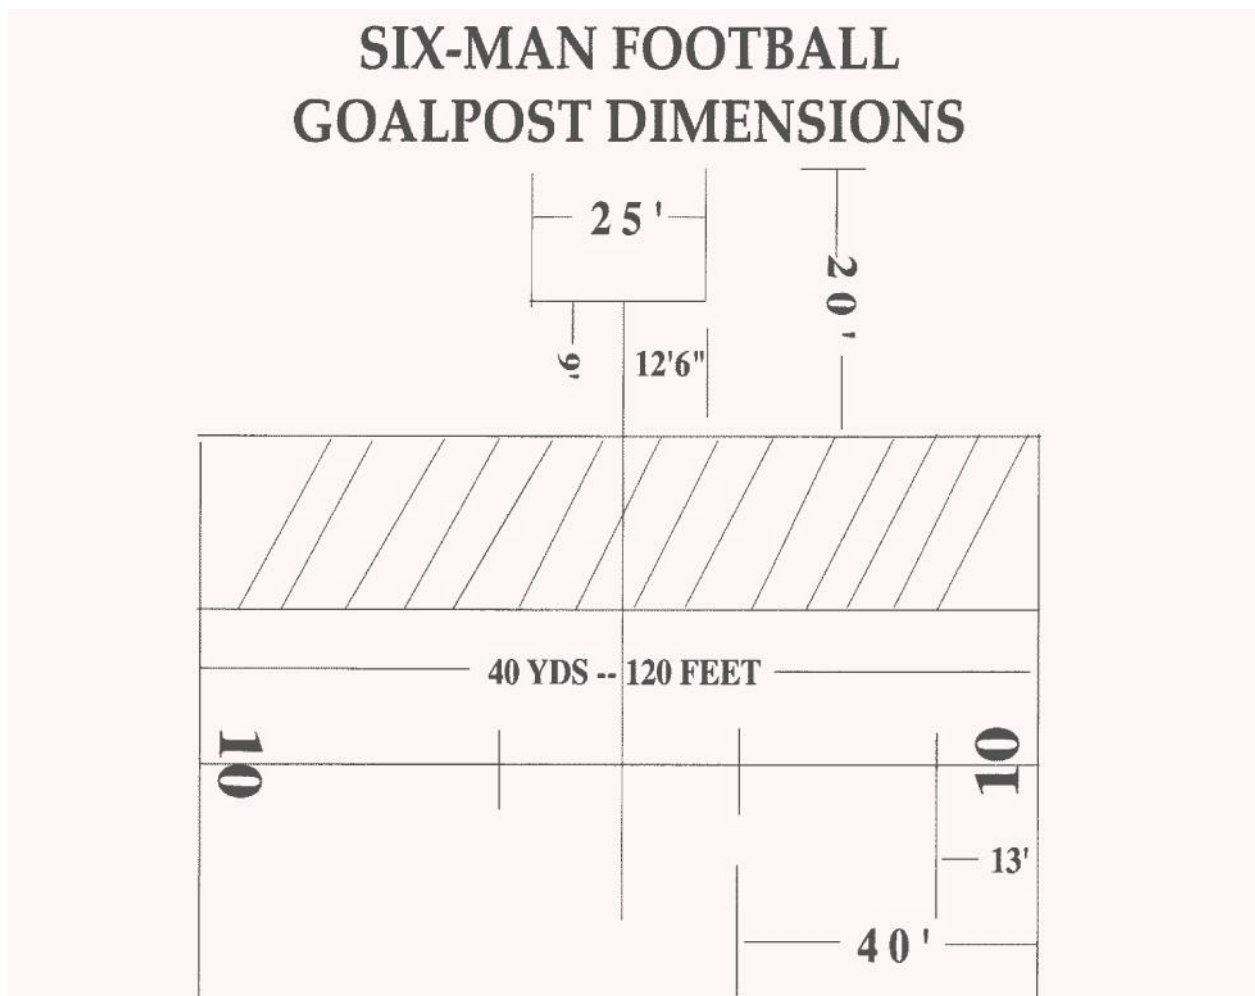 SIX-MAN FOOTBALL
GOALPOST DIMENSIONS
25'
20'
9'
12'6"
40 YDS -- 120 FEET
10
10
13'
40'